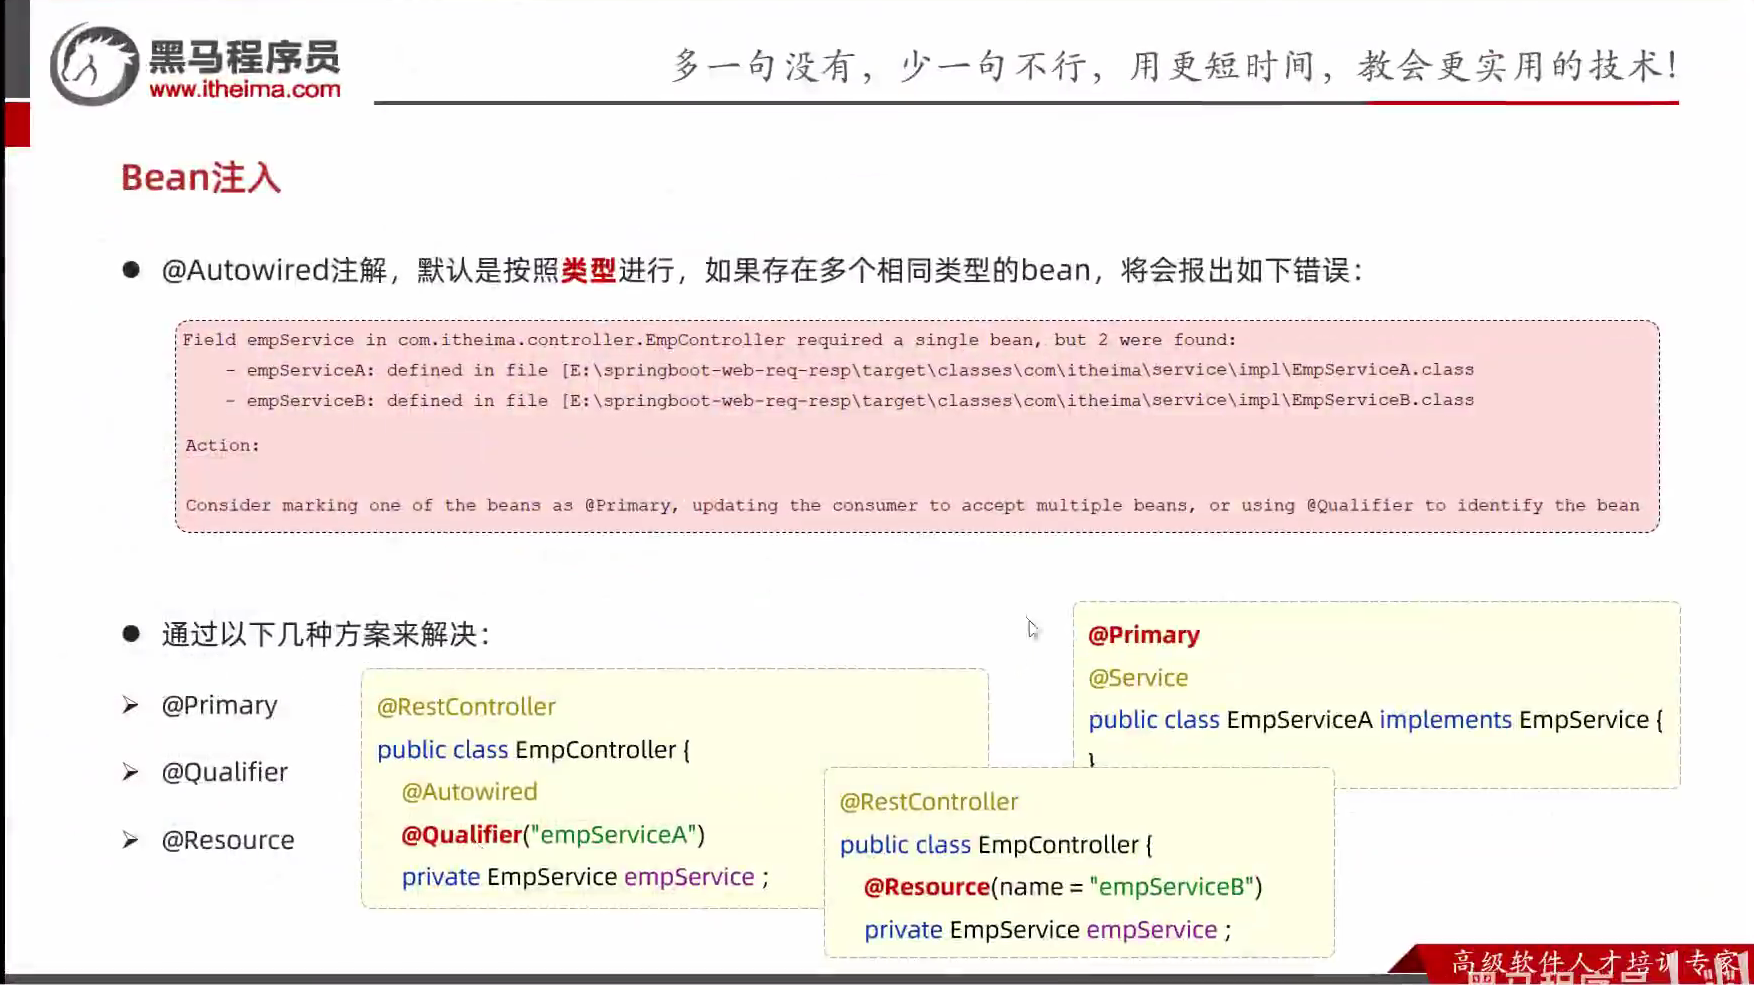 黑马程序员
www.itheima.com
多一句没有，少一句不行，用更短时间，教会更实用的技术！
Bean注入
● @Autowired注解，默认是按照类型进行，如果存在多个相同类型的bean，将会报出如下错误：
Field empService in com.itheima.controller.EmpController required a single bean, but 2 were found:
- empServiceA: defined in file [E:\springboot-web-req-resp\target\classes\com\itheima\service\impl\EmpServiceA.class
- empServiceB: defined in file [E:\springboot-web-req-resp\target\classes\com\itheima\service\impl\EmpServiceB.class
Action:
Consider marking one of the beans as @Primary, updating the consumer to accept multiple beans, or using @Qualifier to identify the bean
● 通过以下几种方案来解决：
➢ @Primary
➢ @Qualifier
➢ @Resource
@RestController
public class EmpController {
@Autowired
@Qualifier("empServiceA")
private EmpService empService ;
@Primary
@Service
public class EmpServiceA implements EmpService {
}
@RestController
public class EmpController {
@Resource(name = "empServiceB")
private EmpService empService ;
高级软件人才培训专家
黑马程序员